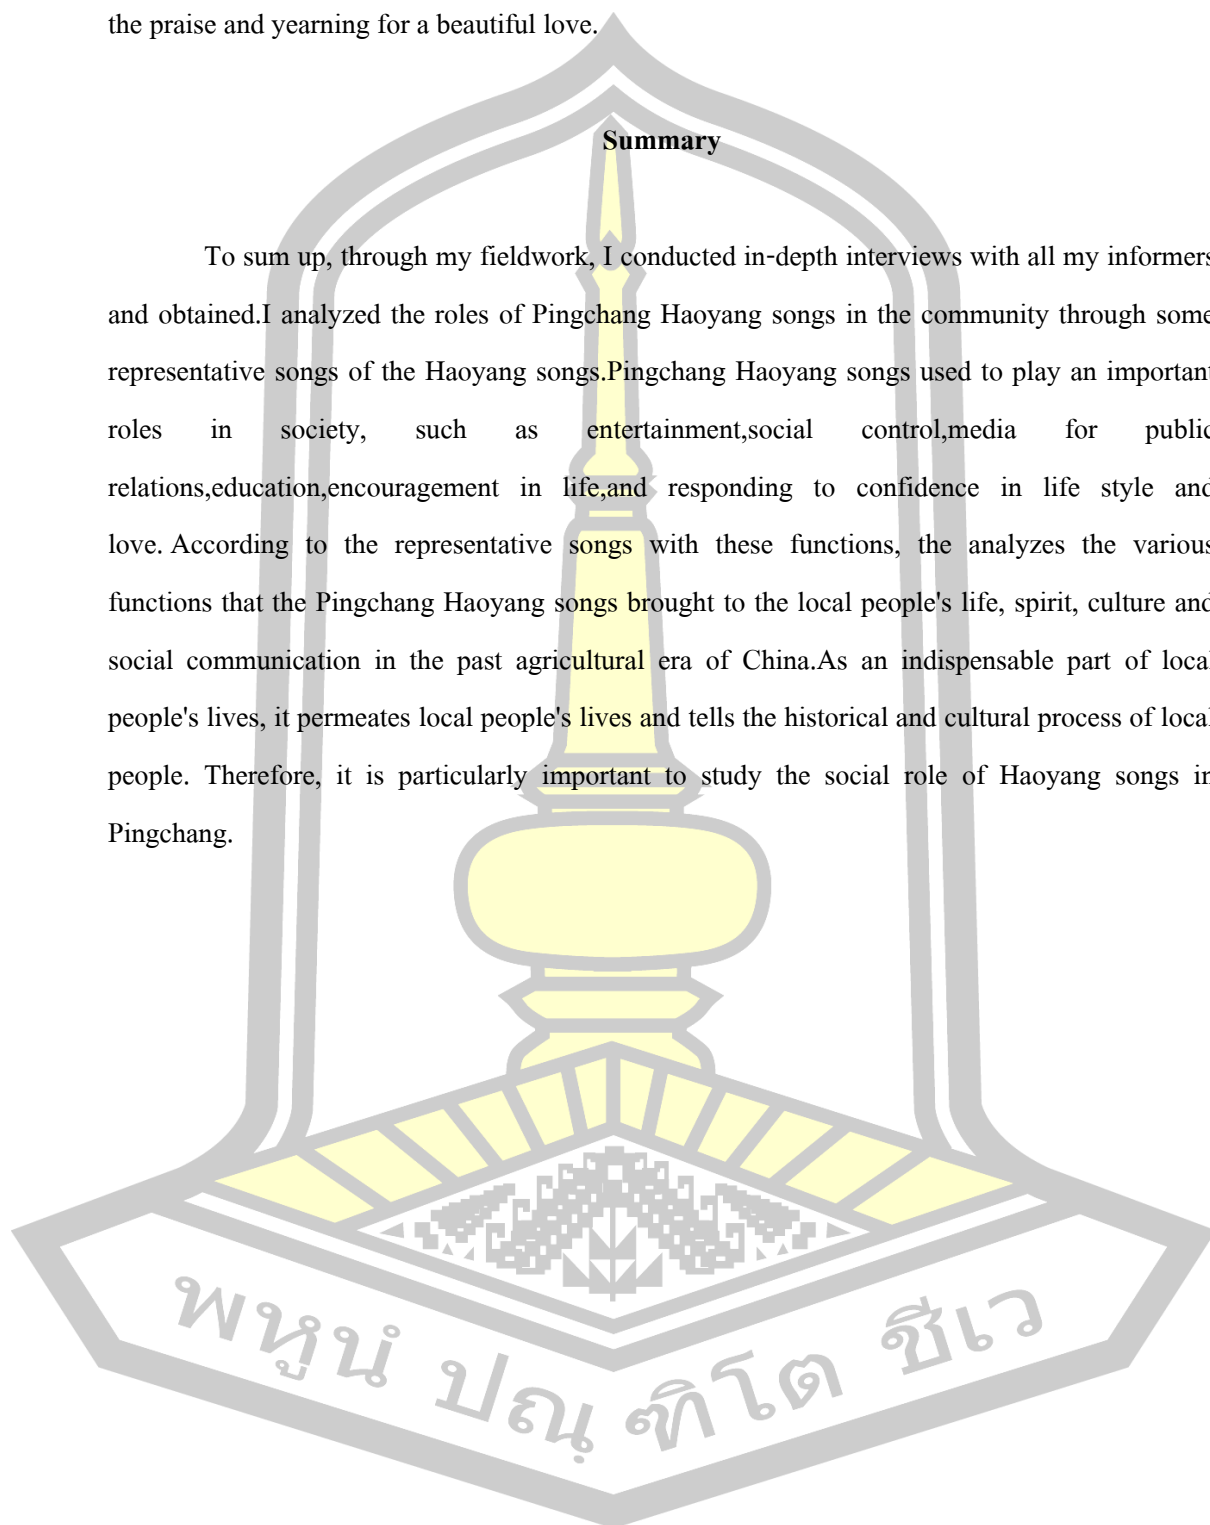 the praise and yearning for a beautiful love.
Summary
To sum up, through my fieldwork, I conducted in-depth interviews with all my informers
and obtained.I analyzed the roles of Pingchang Haoyang songs in the community through some
representative songs of the Haoyang songs.Pingchang Haoyang songs used to play an important
roles in society, such as entertainment,social control,media for public
relations,education,encouragement in life,and responding to confidence in life style and
love. According to the representative songs with these functions, the analyzes the various
functions that the Pingchang Haoyang songs brought to the local people's life, spirit, culture and
social communication in the past agricultural era of China.As an indispensable part of local
people's lives, it permeates local people's lives and tells the historical and cultural process of local
people. Therefore, it is particularly important to study the social role of Haoyang songs in
Pingchang.
พหูนํ ปณฺฑิโต ชีเว